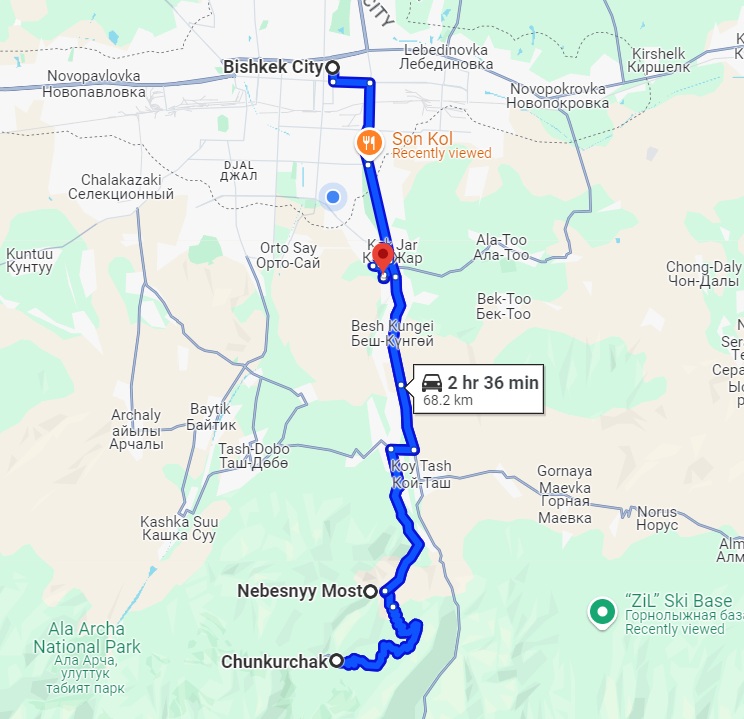 CITY
Lebedinovka
Лебединовка
Bishkek City
Kirshelk
Киршелк
Novopavlovka
Новопавловка
Novopokrovka
Новопокровка
Son Kol
Recently viewed
DJAL
ДЖАЛ
Chalakazaki
Селекционный
Kuntuu
Кунтуу
Orto Say
Орто-Сай
Jar
Жар
Ala-Too
Ала-Тоо
Chong-Daly
Чон-Далы
Bek-Too
Бек-Тоо
Besh Kungei
Беш-Күнгөй
2 hr 36 min
68.2 km
Archaly
айылы
Арчалы
Baytik
Байтик
Tash-Dobo
Таш-Дөбө
Koy Tash
Кой-Таш
Gornaya
Maevka
Горная
Маевка
Norus
Норус
Kashka Suu
Кашка Суу
Nebesnyy Most
"ZiL" Ski Base
Горнолыжная база
Recently viewed
Ala Archa
National Park
Ала Арча,
улуттук
табият парк
Chunkurchak